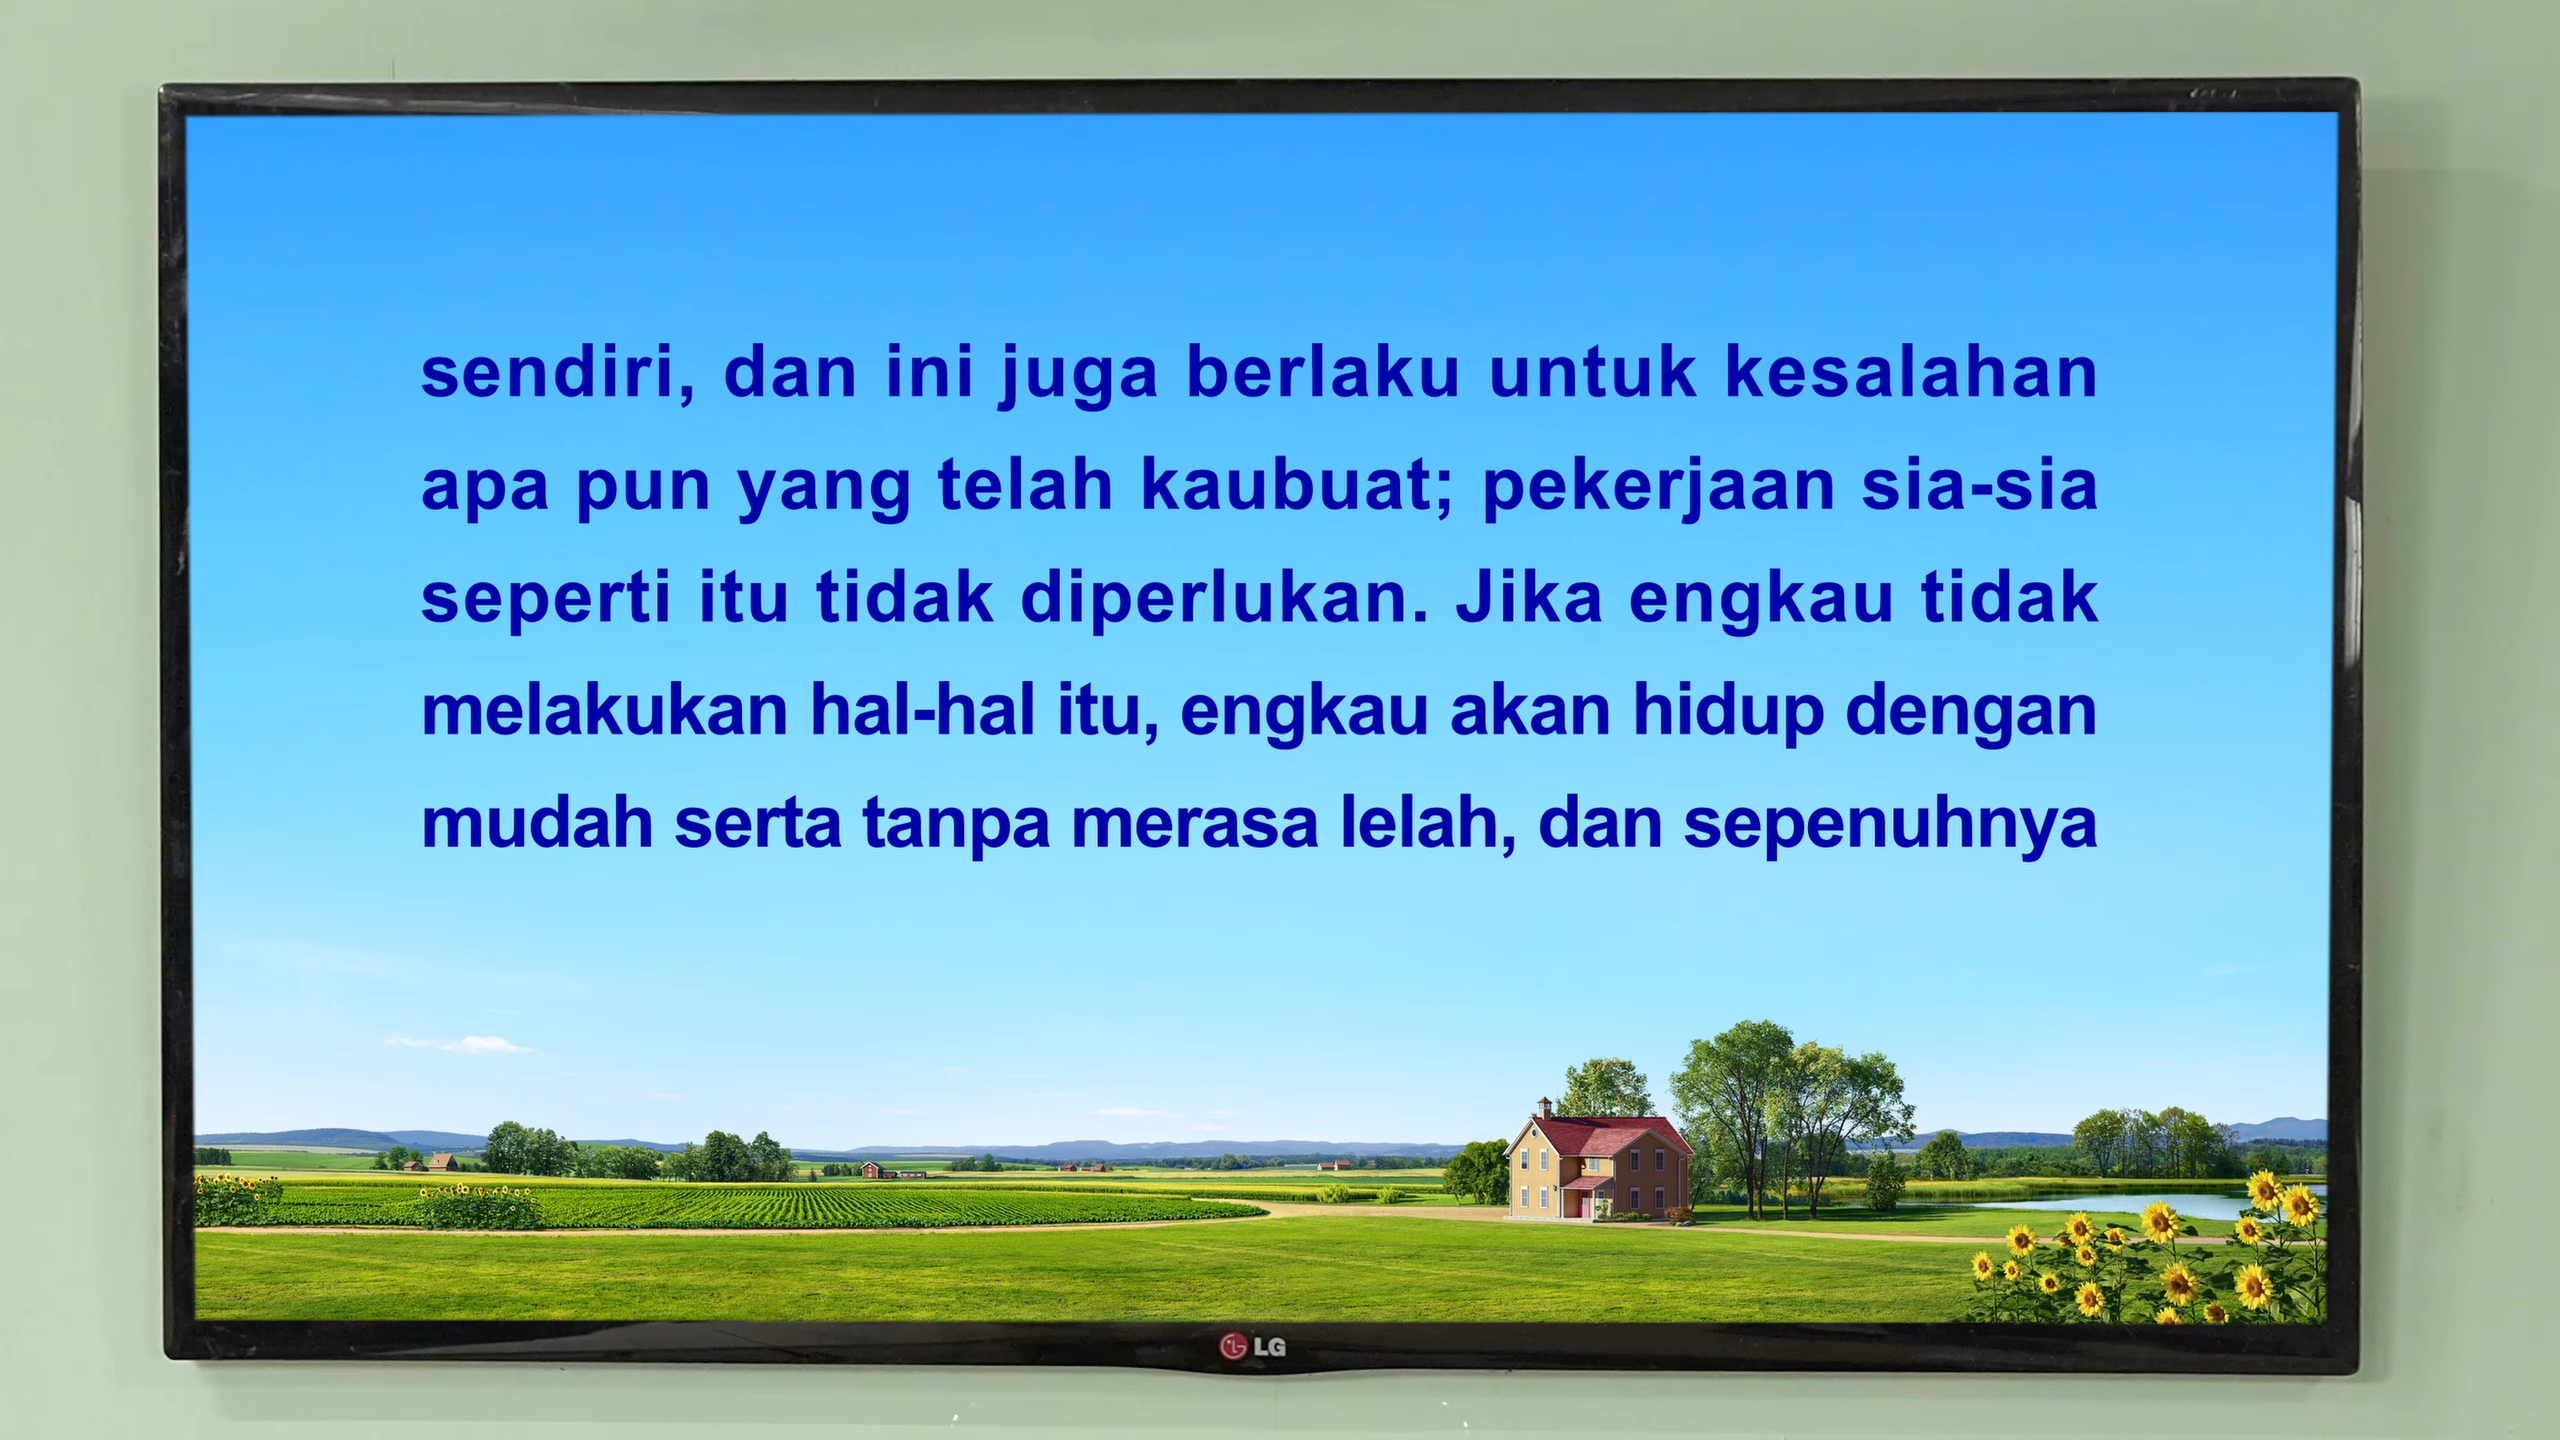 sendiri, dan ini juga berlaku untuk kesalahan
apa pun yang telah kaubuat; pekerjaan sia-sia
seperti itu tidak diperlukan. Jika engkau tidak
melakukan hal-hal itu, engkau akan hidup dengan
mudah serta tanpa merasa lelah, dan sepenuhnya
LG